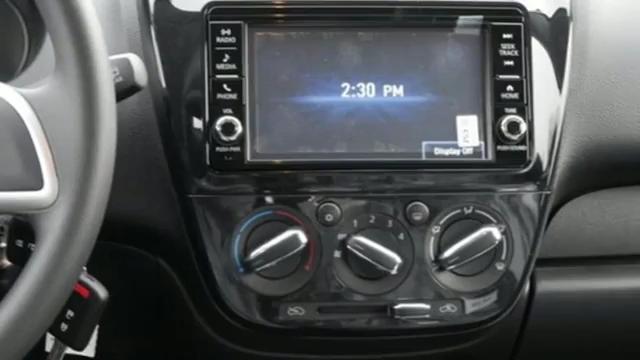 RADIO
MEDIA
PHONE
VOL
PUSH PWR
2:30 PM
Display Off
SEEK
TRACK
HOME
TUNE
PUSH SOUND
1 2 3 4